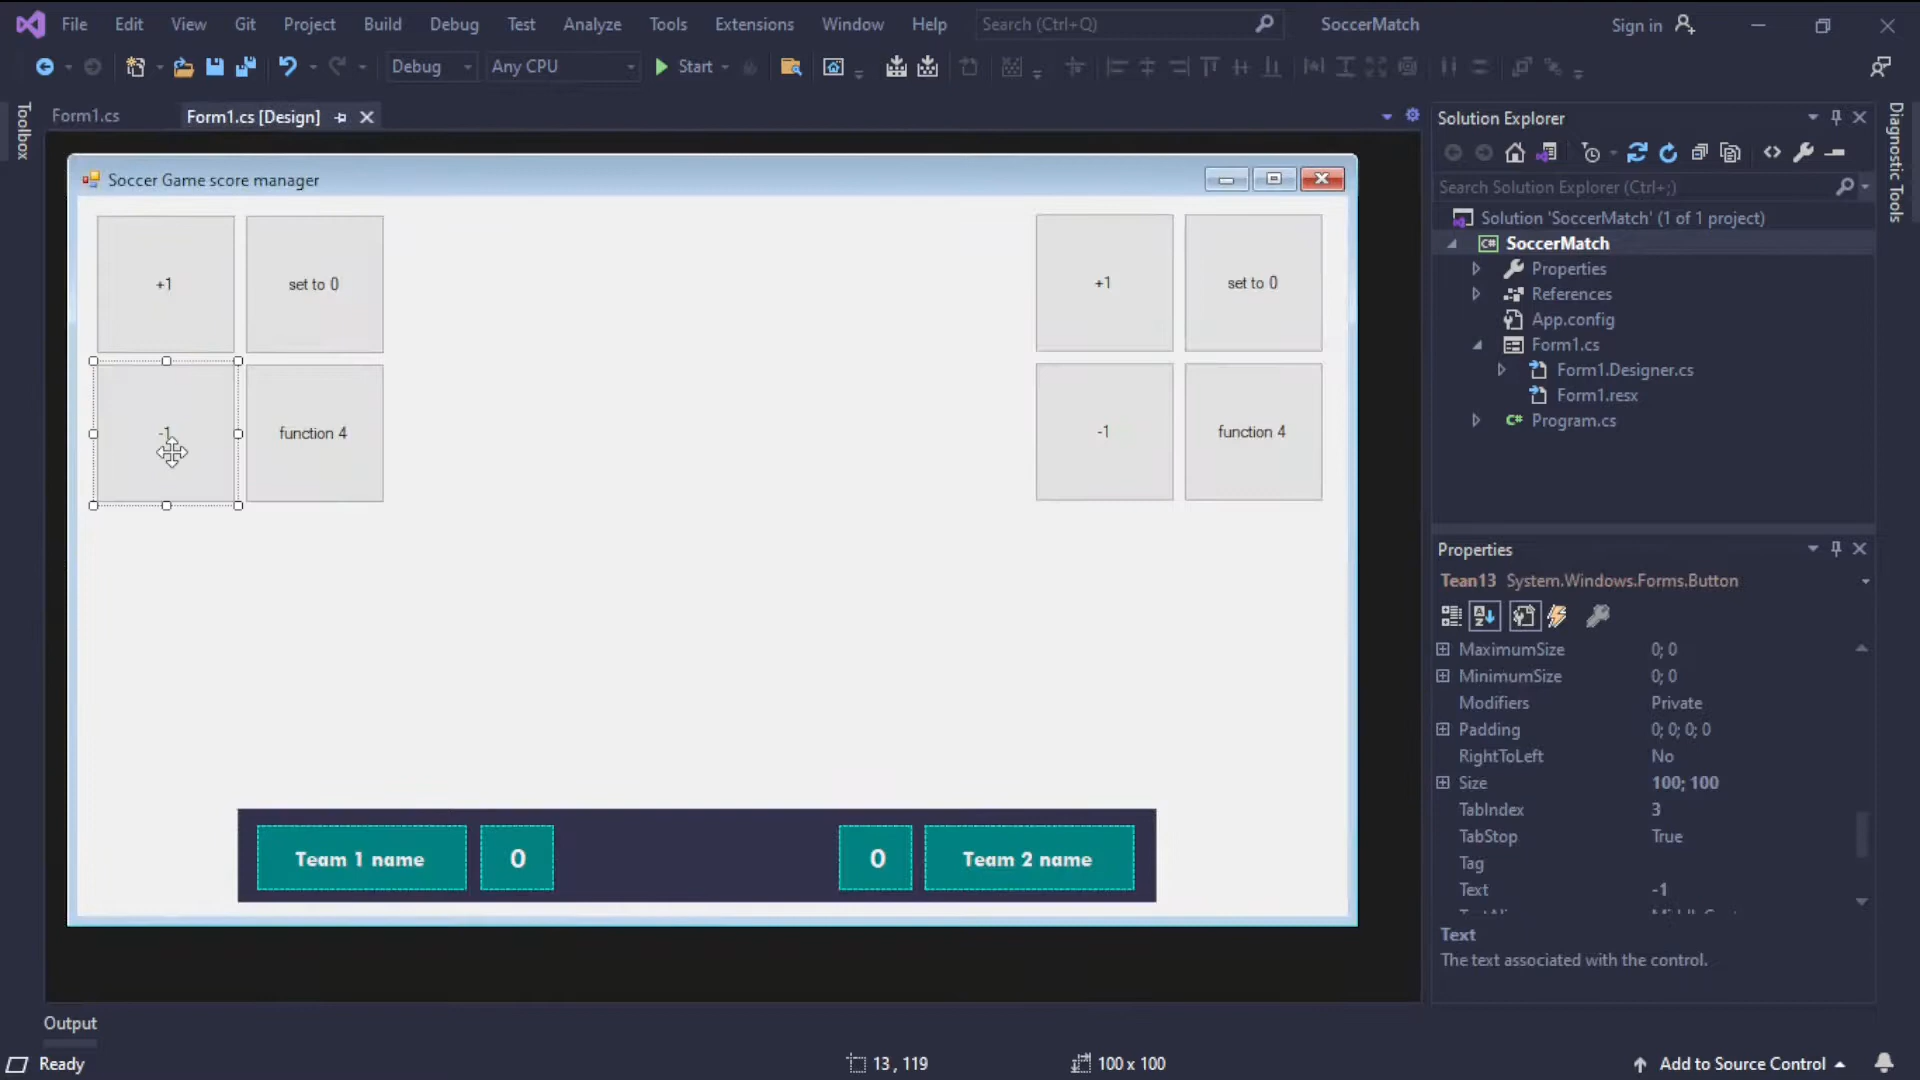 File Edit View Git Project Build Debug Test Analyze Tools Extensions Window Help Search (Ctrl+Q) SoccerMatch Sign in
Debug Any CPU Start
Toolbox
Form1.cs Form1.cs [Design]
Soccer Game score manager
+1 set to 0 +1 set to 0
-1 function 4 -1 function 4
Team 1 name 0 0 Team 2 name
Solution Explorer
Search Solution Explorer (Ctrl+;)
Solution 'SoccerMatch' (1 of 1 project)
C# SoccerMatch
Properties
References
App.config
Form1.cs
Form1.Designer.cs
Form1.resx
C# Program.cs
Diagnostic Tools
Properties
Tean13 System.Windows.Forms.Button
MaximumSize 0; 0
MinimumSize 0; 0
Modifiers Private
Padding 0; 0; 0; 0
RightToLeft No
Size 100; 100
TabIndex 3
TabStop True
Tag
Text -1
Text
The text associated with the control.
Output
Ready 13 , 119 100 x 100 Add to Source Control